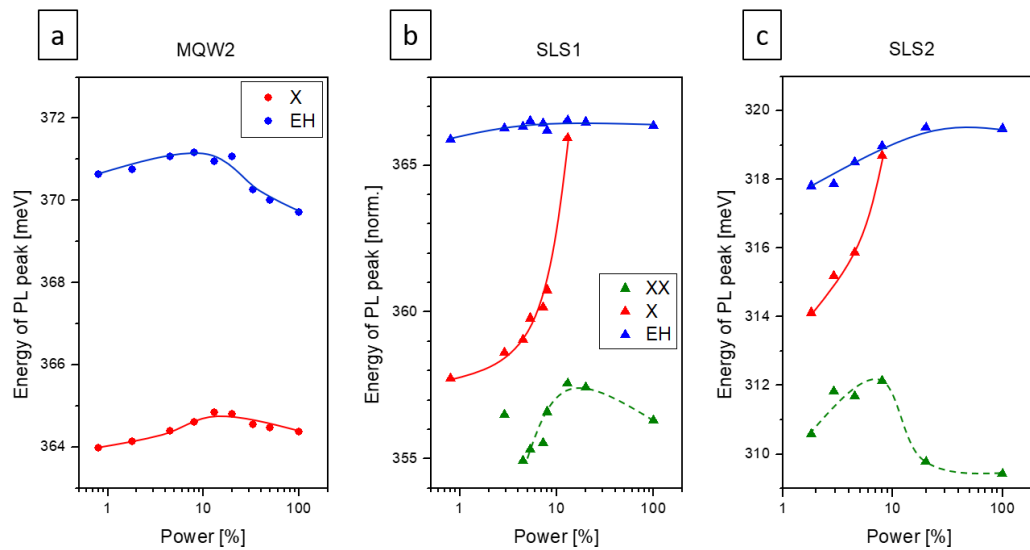 a
MQW2
X
EH
372
370
368
366
364
Energy of PL peak [meV]
1
10
100
Power [%]
b
SLS1
365
360
355
Energy of PL peak [norm.]
XX
X
EH
1
10
100
Power [%]
c
SLS2
320
318
316
314
312
310
Energy of PL peak [meV]
1
10
100
Power [%]